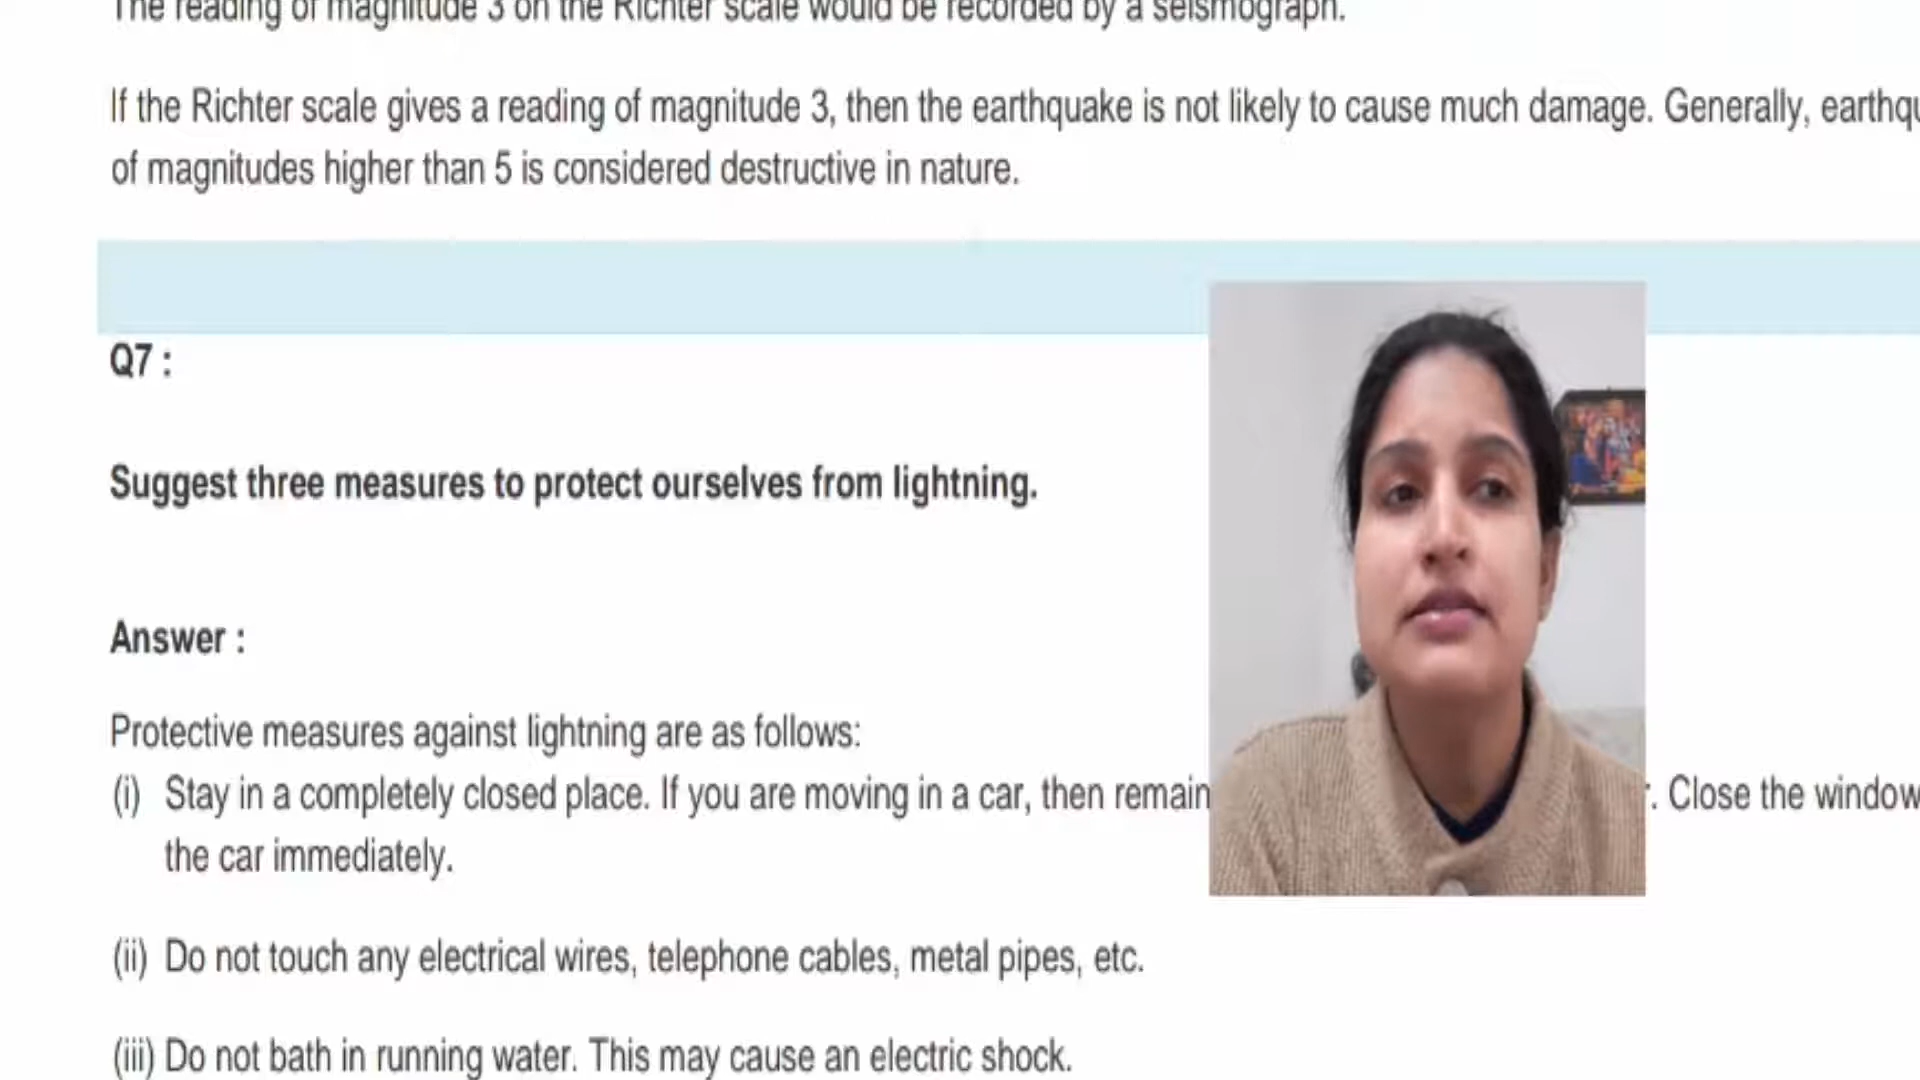 The reading of magnitude 3 on the Richter scale would be recorded by a seismograph.
If the Richter scale gives a reading of magnitude 3, then the earthquake is not likely to cause much damage. Generally, earthqu
of magnitudes higher than 5 is considered destructive in nature.
Q7 :
Suggest three measures to protect ourselves from lightning.
Answer :
Protective measures against lightning are as follows:
(i) Stay in a completely closed place. If you are moving in a car, then remain . Close the window
the car immediately.
(ii) Do not touch any electrical wires, telephone cables, metal pipes, etc.
(iii) Do not bath in running water. This may cause an electric shock.